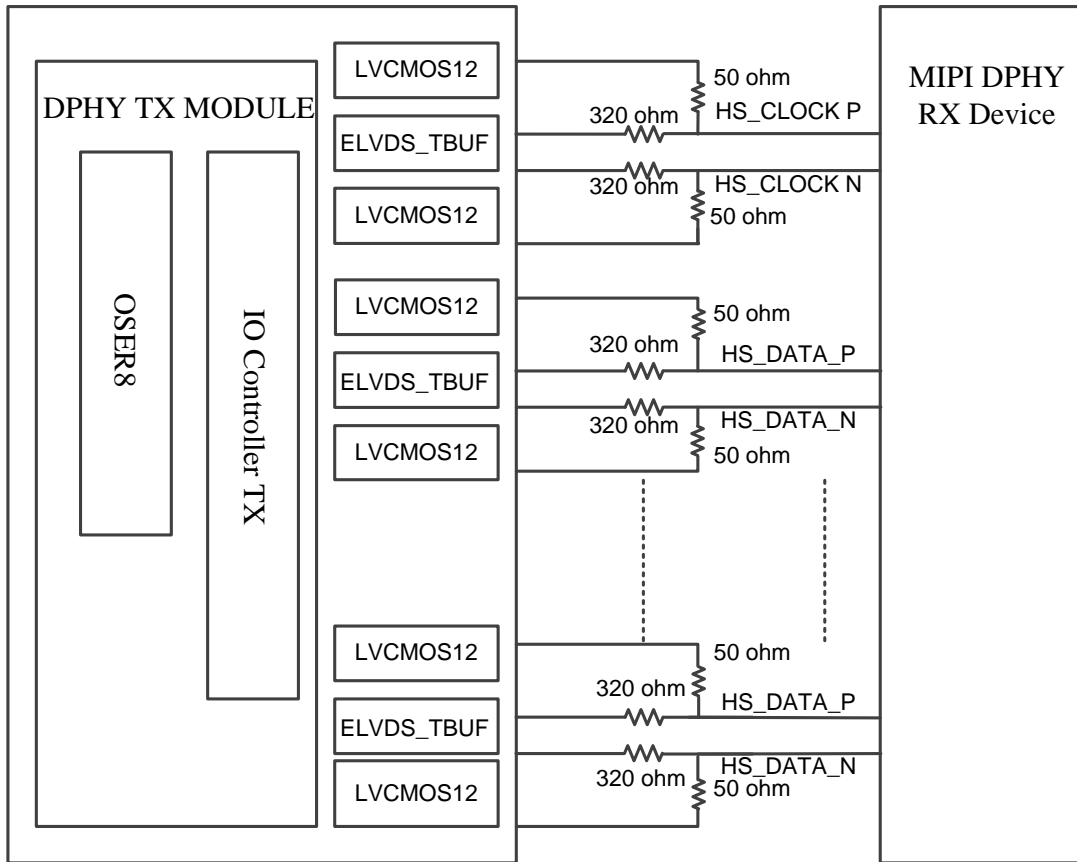 DPHY TX MODULE
OSER8
IO Controller TX
LVCMOS12
ELVDS_TBUF
LVCMOS12
50 ohm
320 ohm
HS_CLOCK P
320 ohm
HS_CLOCK N
50 ohm
LVCMOS12
ELVDS_TBUF
LVCMOS12
50 ohm
320 ohm
HS_DATA_P
320 ohm
HS_DATA_N
50 ohm
LVCMOS12
ELVDS_TBUF
LVCMOS12
50 ohm
320 ohm
HS_DATA_P
320 ohm
HS_DATA_N
50 ohm
MIPI DPHY
RX Device